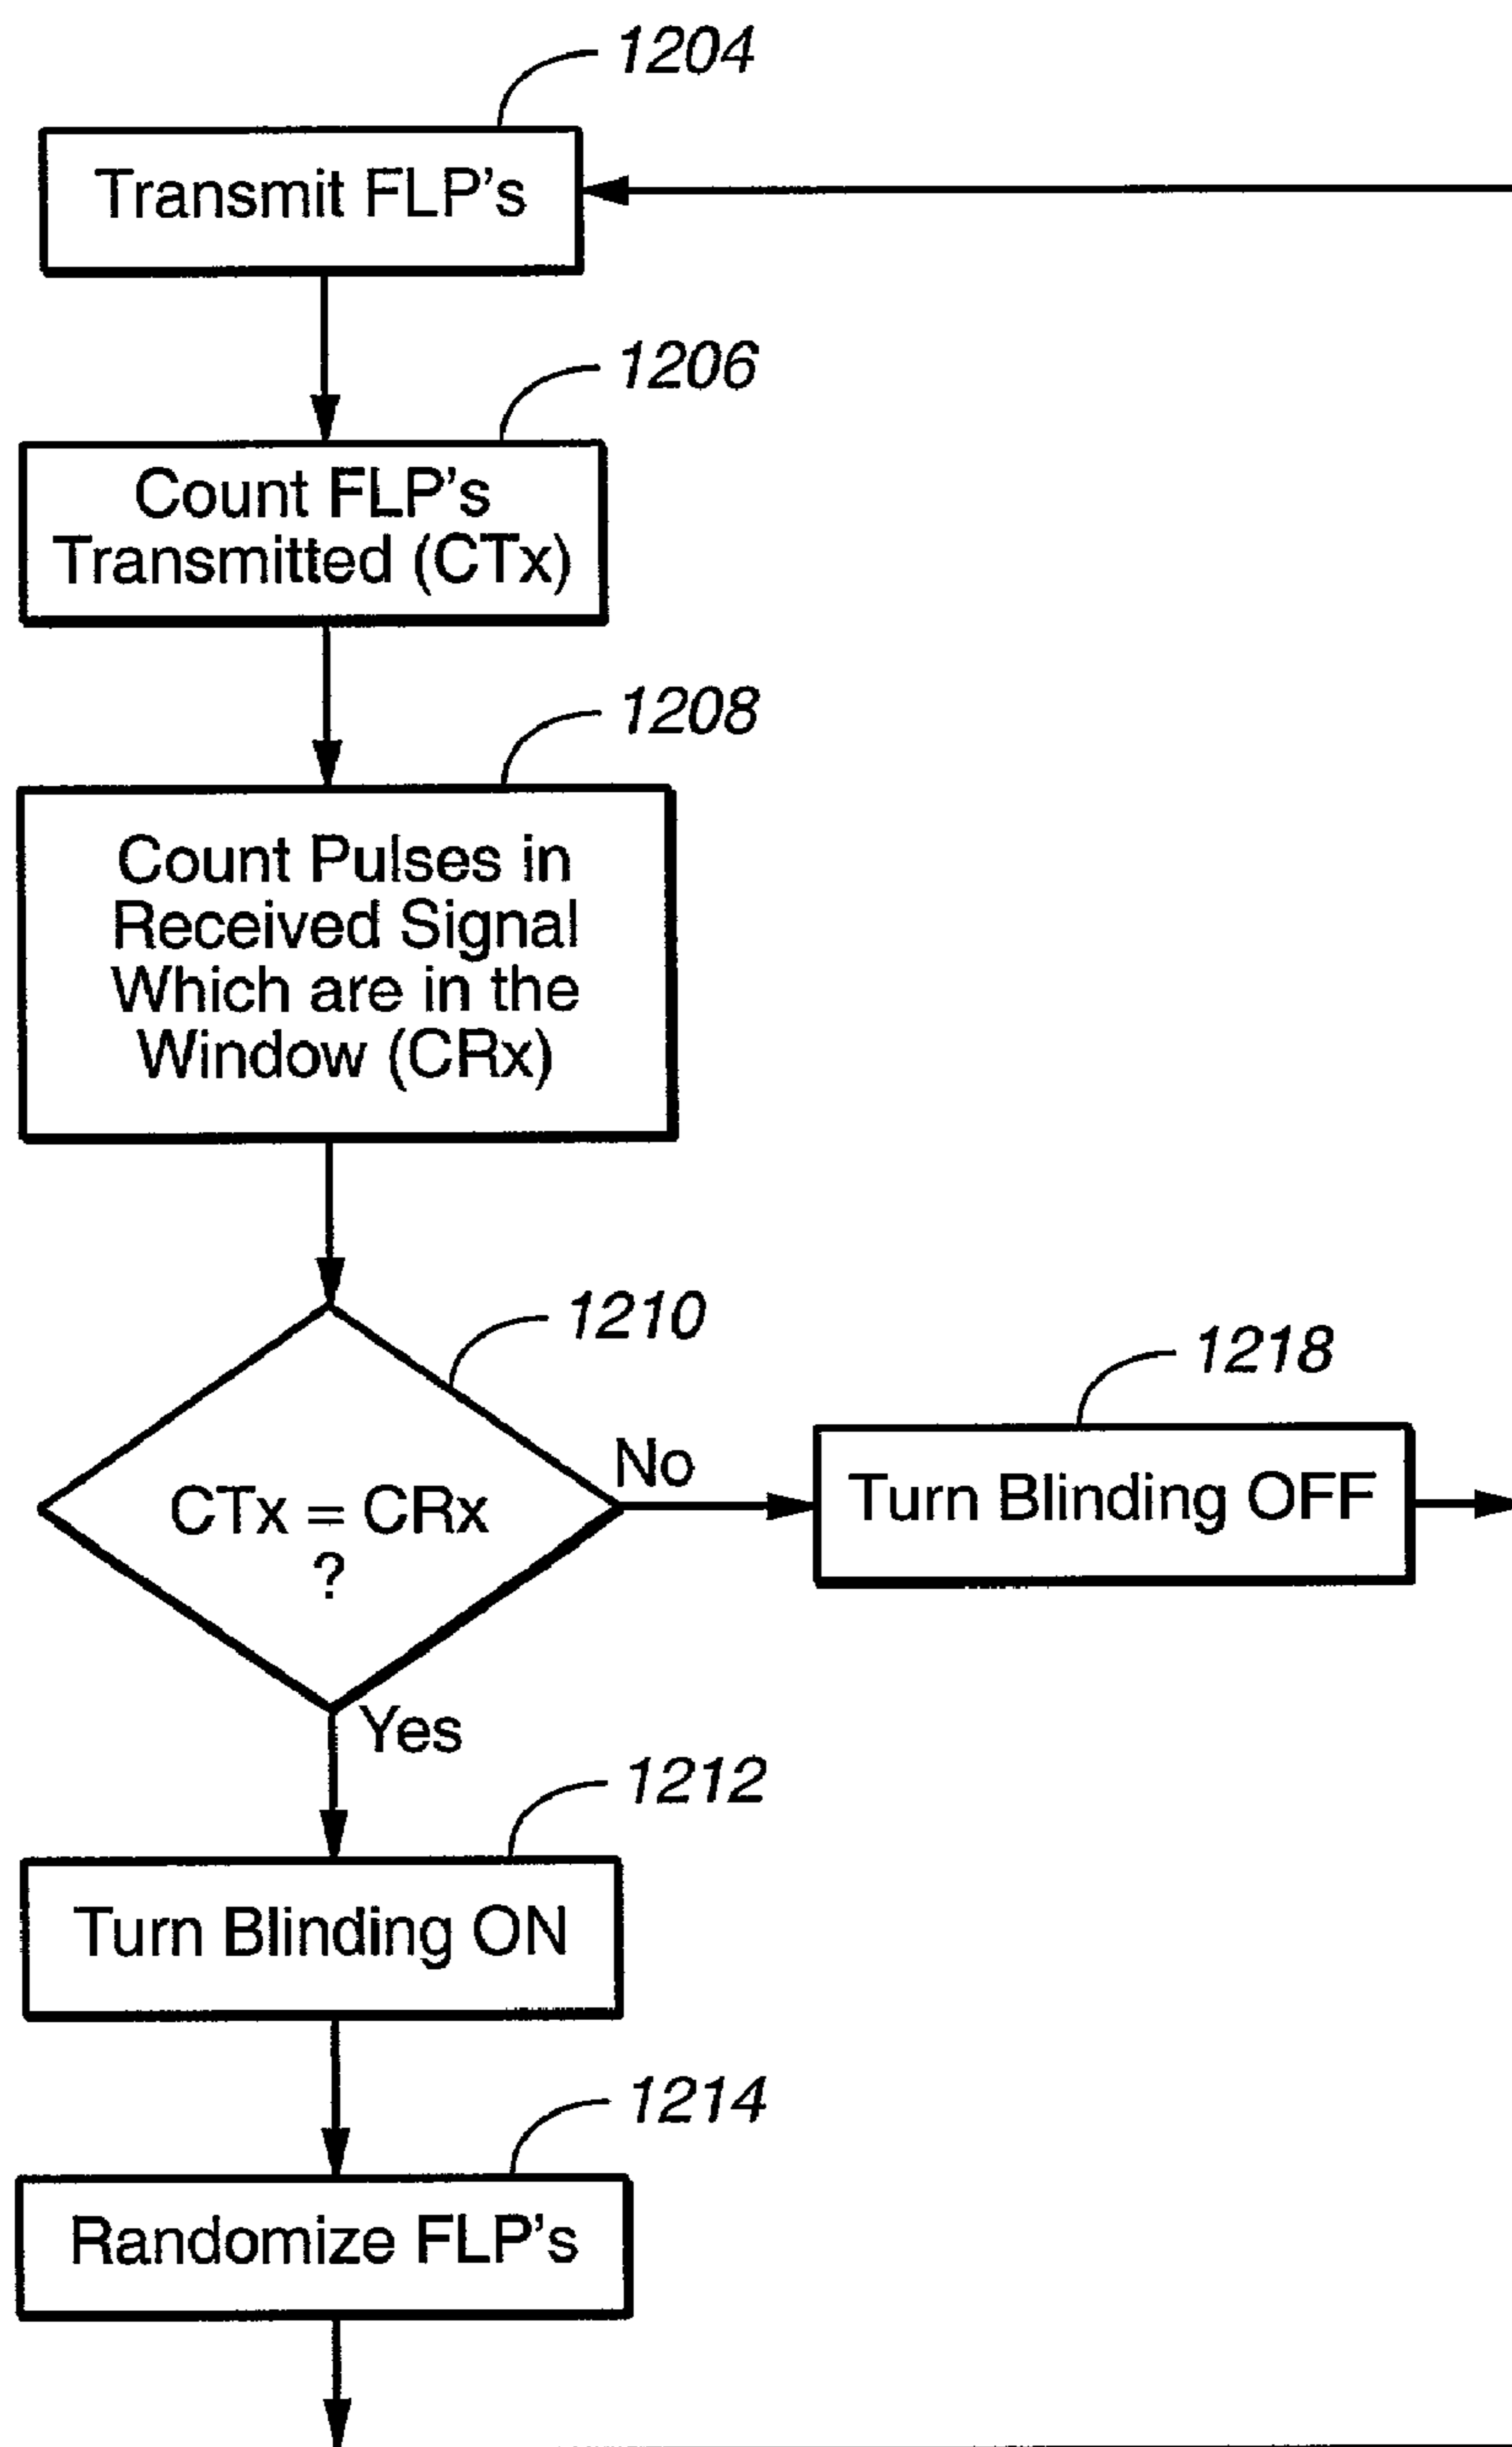 1204
Transmit FLP's
1206
Count FLP's
Transmitted (CTx)
1208
Count Pulses in
Received Signal
Which are in the
Window (CRx)
1210
1218
No
Turn Blinding OFF
CTx = CRx
?
Yes
1212
Turn Blinding ON
1214
Randomize FLP's